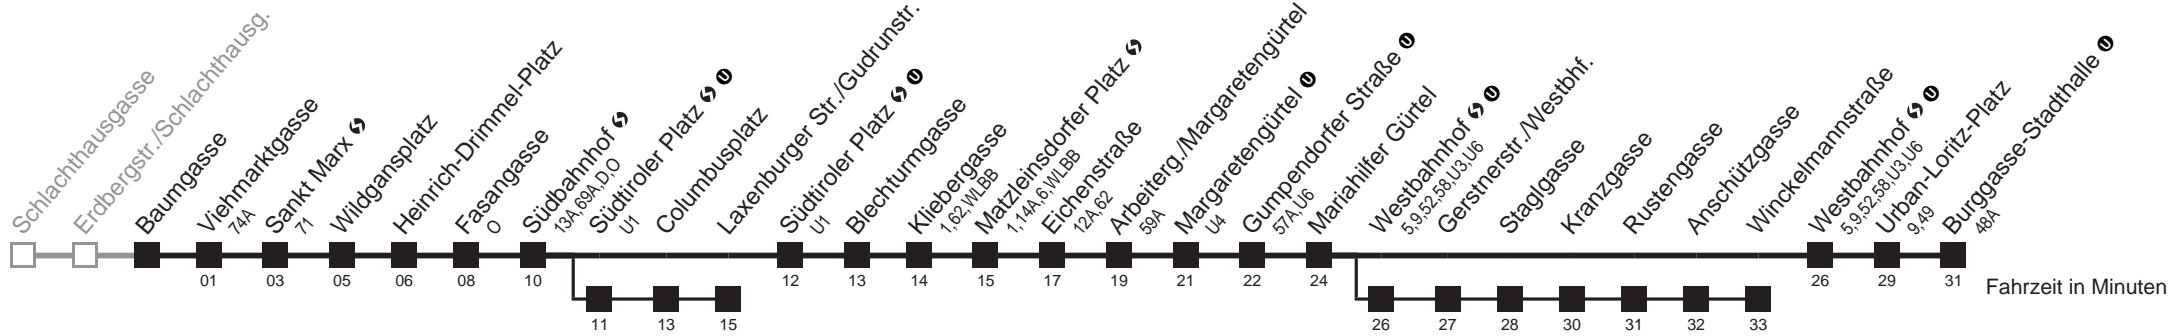 Schlachthausgasse
Erdbergstr./Schlachthausg.
Baumgasse
Viehmarktgasse
74A
Sankt Marx
71
Wildgansplatz
Heinrich-Drimmel-Platz
Fasangasse
O
Südbahnhof
13A,69A,D,O
Südtiroler Platz U
U1
Columbusplatz
Laxenburger Str./Gudrunstr.
Südtiroler Platz U
U1
Blechturmgasse
Kliebergasse
1,62,WLBB
Matzleinsdorfer Platz
1,14A,6,WLBB
Eichenstraße
12A,62
Arbeiterg./Margaretengürtel
59A
Margaretengürtel U
U4
Gumpendorfer Straße U
57A,U6
Mariahilfer Gürtel
Westbahnhof U
5,9,52,58,U3,U6
Gerstnerstr./Westbhf.
Staglgasse
Kranzgasse
Rustengasse
Anschützgasse
Winckelmannstraße
Westbahnhof U
5,9,52,58,U3,U6
Urban-Loritz-Platz
9,49
Burggasse-Stadthalle U
48A
01 03 05 06 08 10 12 13 14 15 17 19 21 22 24 26 29 31
Fahrzeit in Minuten
11 13 15 26 27 28 30 31 32 33